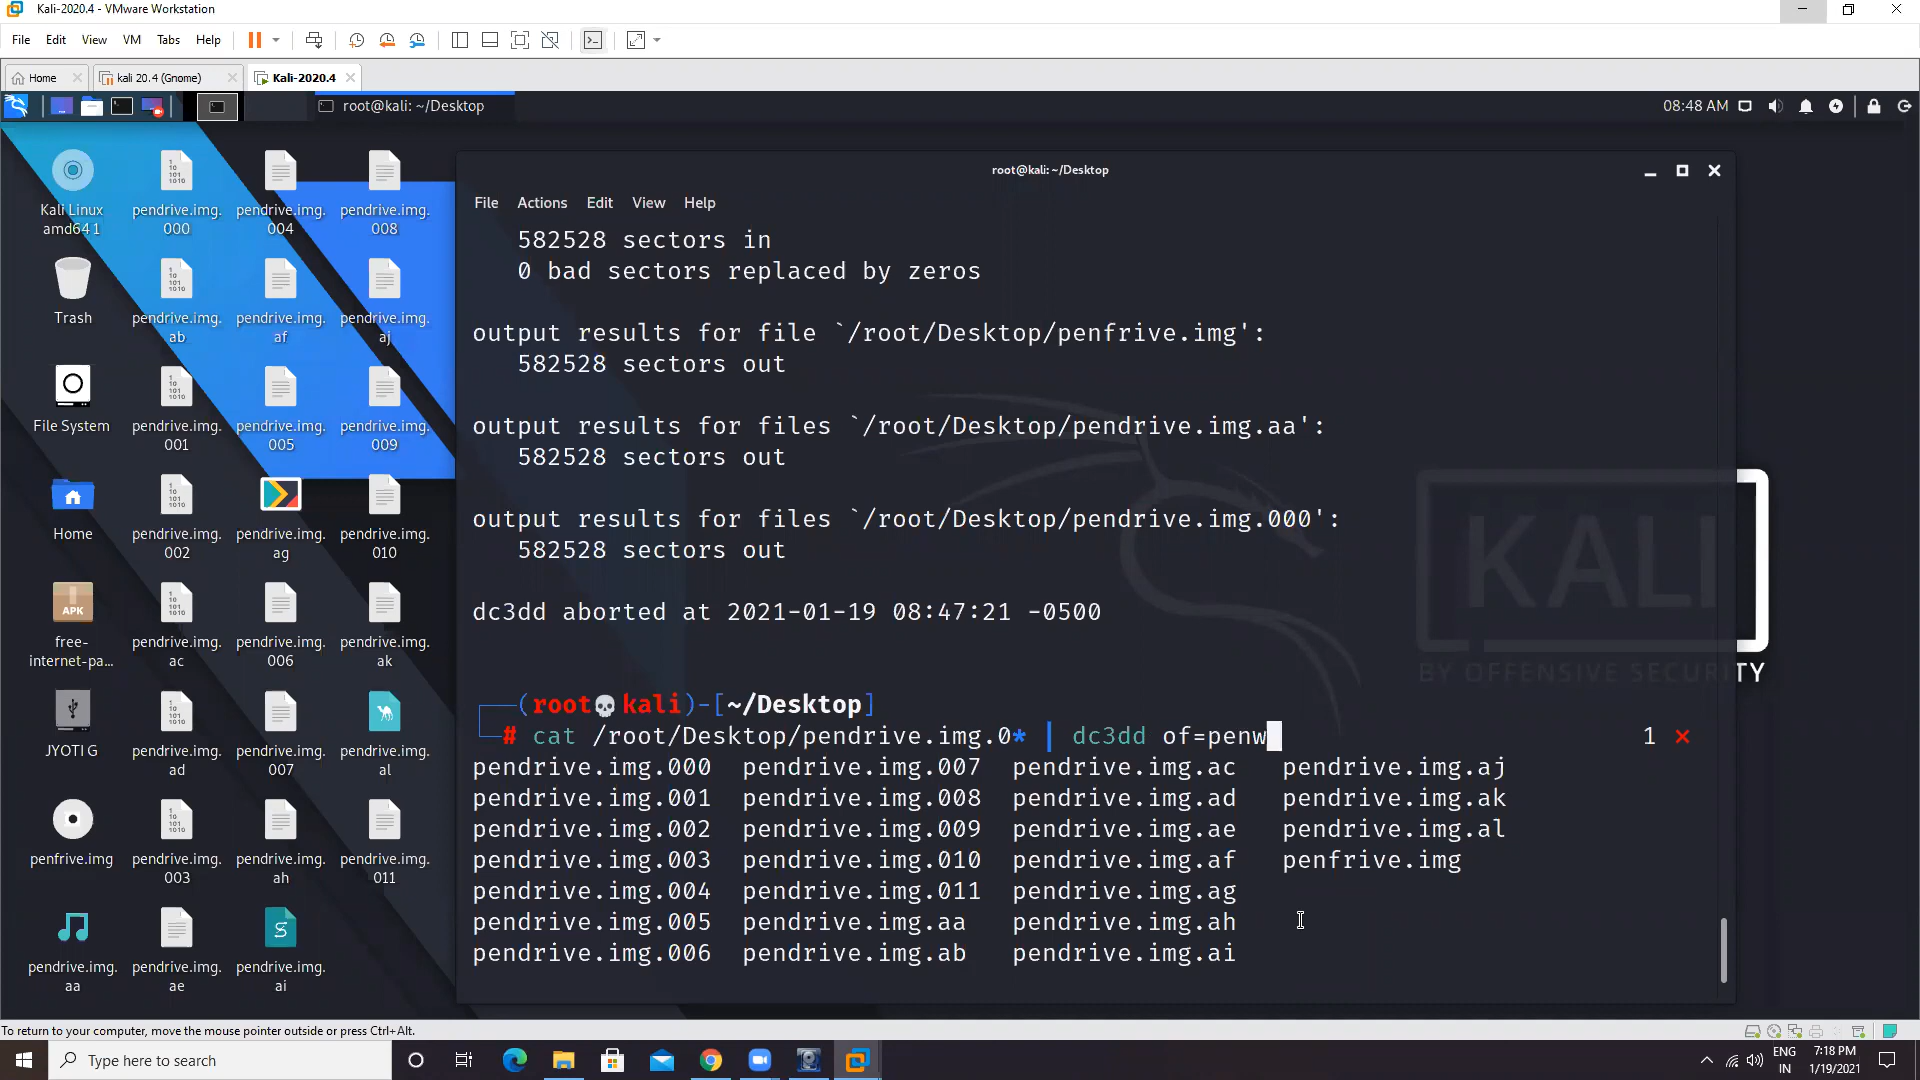 Kali-2020.4 - VMware Workstation
File Edit View VM Tabs Help
Home kali 20.4 (Gnome) Kali-2020.4
root@kali: ~/Desktop 08:48 AM
Kali Linux
amd64 1
pendrive.img.
000
pendrive.img.
004
pendrive.img.
008
Trash
pendrive.img.
ab
pendrive.img.
af
pendrive.img.
aj
File System
pendrive.img.
001
pendrive.img.
005
pendrive.img.
009
Home
pendrive.img.
002
pendrive.img.
ag
pendrive.img.
010
APK
free-
internet-pa...
pendrive.img.
ac
pendrive.img.
006
pendrive.img.
ak
JYOTI G
pendrive.img.
ad
pendrive.img.
007
pendrive.img.
al
penfrive.img
pendrive.img.
003
pendrive.img.
ah
pendrive.img.
011
pendrive.img.
aa
pendrive.img.
ae
pendrive.img.
ai
root@kali: ~/Desktop
File Actions Edit View Help
582528 sectors in
0 bad sectors replaced by zeros
output results for file `/root/Desktop/penfrive.img':
582528 sectors out
output results for files `/root/Desktop/pendrive.img.aa':
582528 sectors out
output results for files `/root/Desktop/pendrive.img.000':
582528 sectors out
dc3dd aborted at 2021-01-19 08:47:21 -0500
(root💀kali)-[~/Desktop]
# cat /root/Desktop/pendrive.img.0* | dc3dd of=penw 1 ⨯
pendrive.img.000 pendrive.img.007 pendrive.img.ac pendrive.img.aj
pendrive.img.001 pendrive.img.008 pendrive.img.ad pendrive.img.ak
pendrive.img.002 pendrive.img.009 pendrive.img.ae pendrive.img.al
pendrive.img.003 pendrive.img.010 pendrive.img.af penfrive.img
pendrive.img.004 pendrive.img.011 pendrive.img.ag
pendrive.img.005 pendrive.img.aa pendrive.img.ah
pendrive.img.006 pendrive.img.ab pendrive.img.ai
KALI
BY OFFENSIVE SECURITY
To return to your computer, move the mouse pointer outside or press Ctrl+Alt.
Type here to search
ENG
IN
7:18 PM
1/19/2021